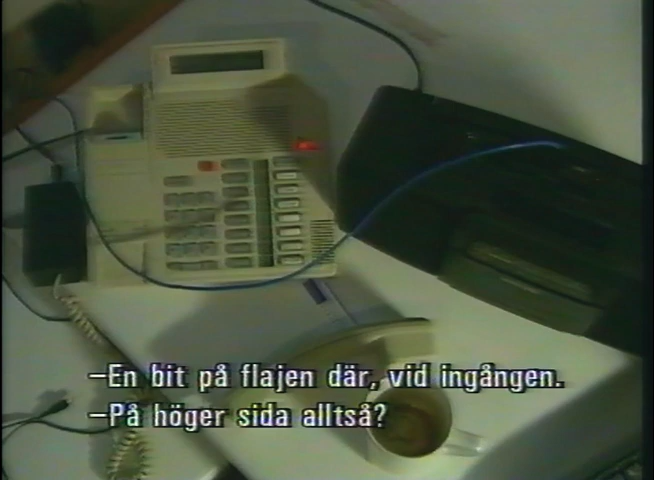 –En bit på flajen där, vid ingången.
–På höger sida alltså?